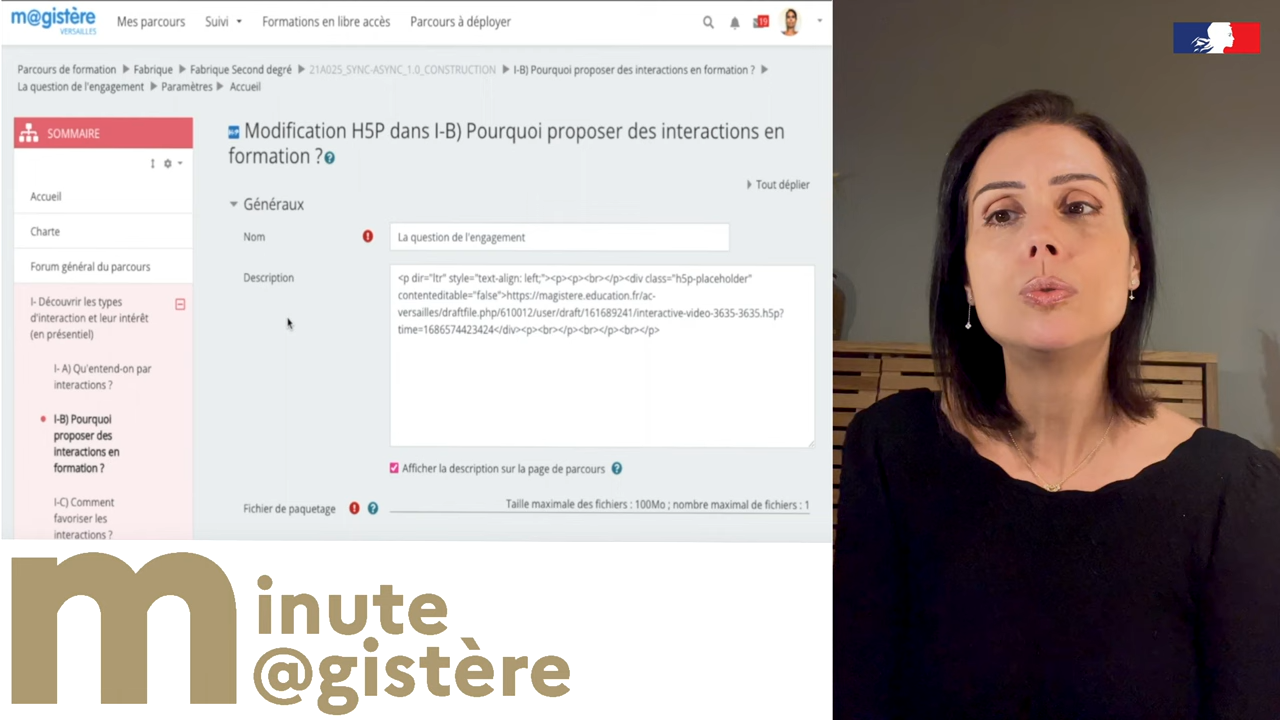 m@gistère
VERSAILLES
Mes parcours
Suivi
Formations en libre accès
Parcours à déployer
19
Parcours de formation
Fabrique
Fabrique Second degré
21A025_SYNC-ASYNC_1.0_CONSTRUCTION
I-B) Pourquoi proposer des interactions en formation ?
La question de l'engagement
Paramètres
Accueil
SOMMAIRE
Accueil
Charte
Forum général du parcours
I- Découvrir les types
d'interaction et leur intérêt
(en présentiel)
I- A) Qu'entend-on par
interactions ?
I-B) Pourquoi
proposer des
interactions en
formation ?
I-C) Comment
favoriser les
interactions ?
Modification H5P dans I-B) Pourquoi proposer des interactions en
formation ?
Tout déplier
Généraux
Nom
La question de l'engagement
Description
<p dir="ltr" style="text-align: left;"><p><p><br></p><div class="h5p-placeholder"
contenteditable="false">https://magistere.education.fr/ac-
versailles/draftfile.php/610012/user/draft/161689241/interactive-video-3635-3635.h5p?
time=1686574423424</div><p><br></p><br></p><br></p>
Afficher la description sur la page de parcours
Fichier de paquetage
Taille maximale des fichiers : 100Mo ; nombre maximal de fichiers : 1
minute
m@gistère